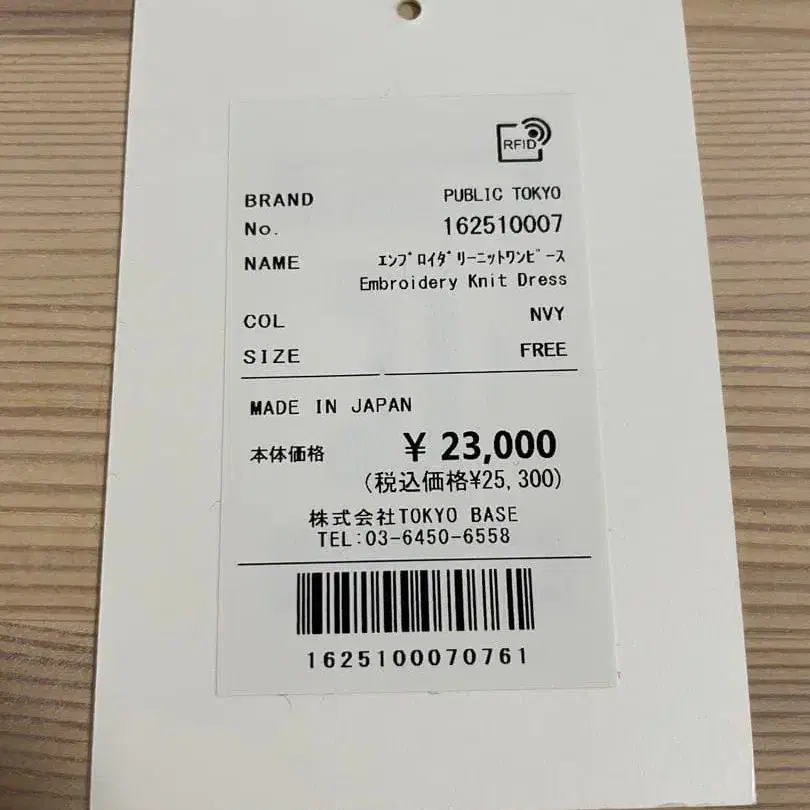 RFID
BRAND PUBLIC TOKYO
No. 162510007
NAME ｴﾝﾌﾞﾛｲﾀﾞﾘｰﾆｯﾄﾜﾝﾋﾟｰｽ
Embroidery Knit Dress
COL NVY
SIZE FREE
MADE IN JAPAN
本体価格 ¥ 23,000
(税込価格¥25,300)
株式会社TOKYO BASE
TEL:03-6450-6558
1625100070761